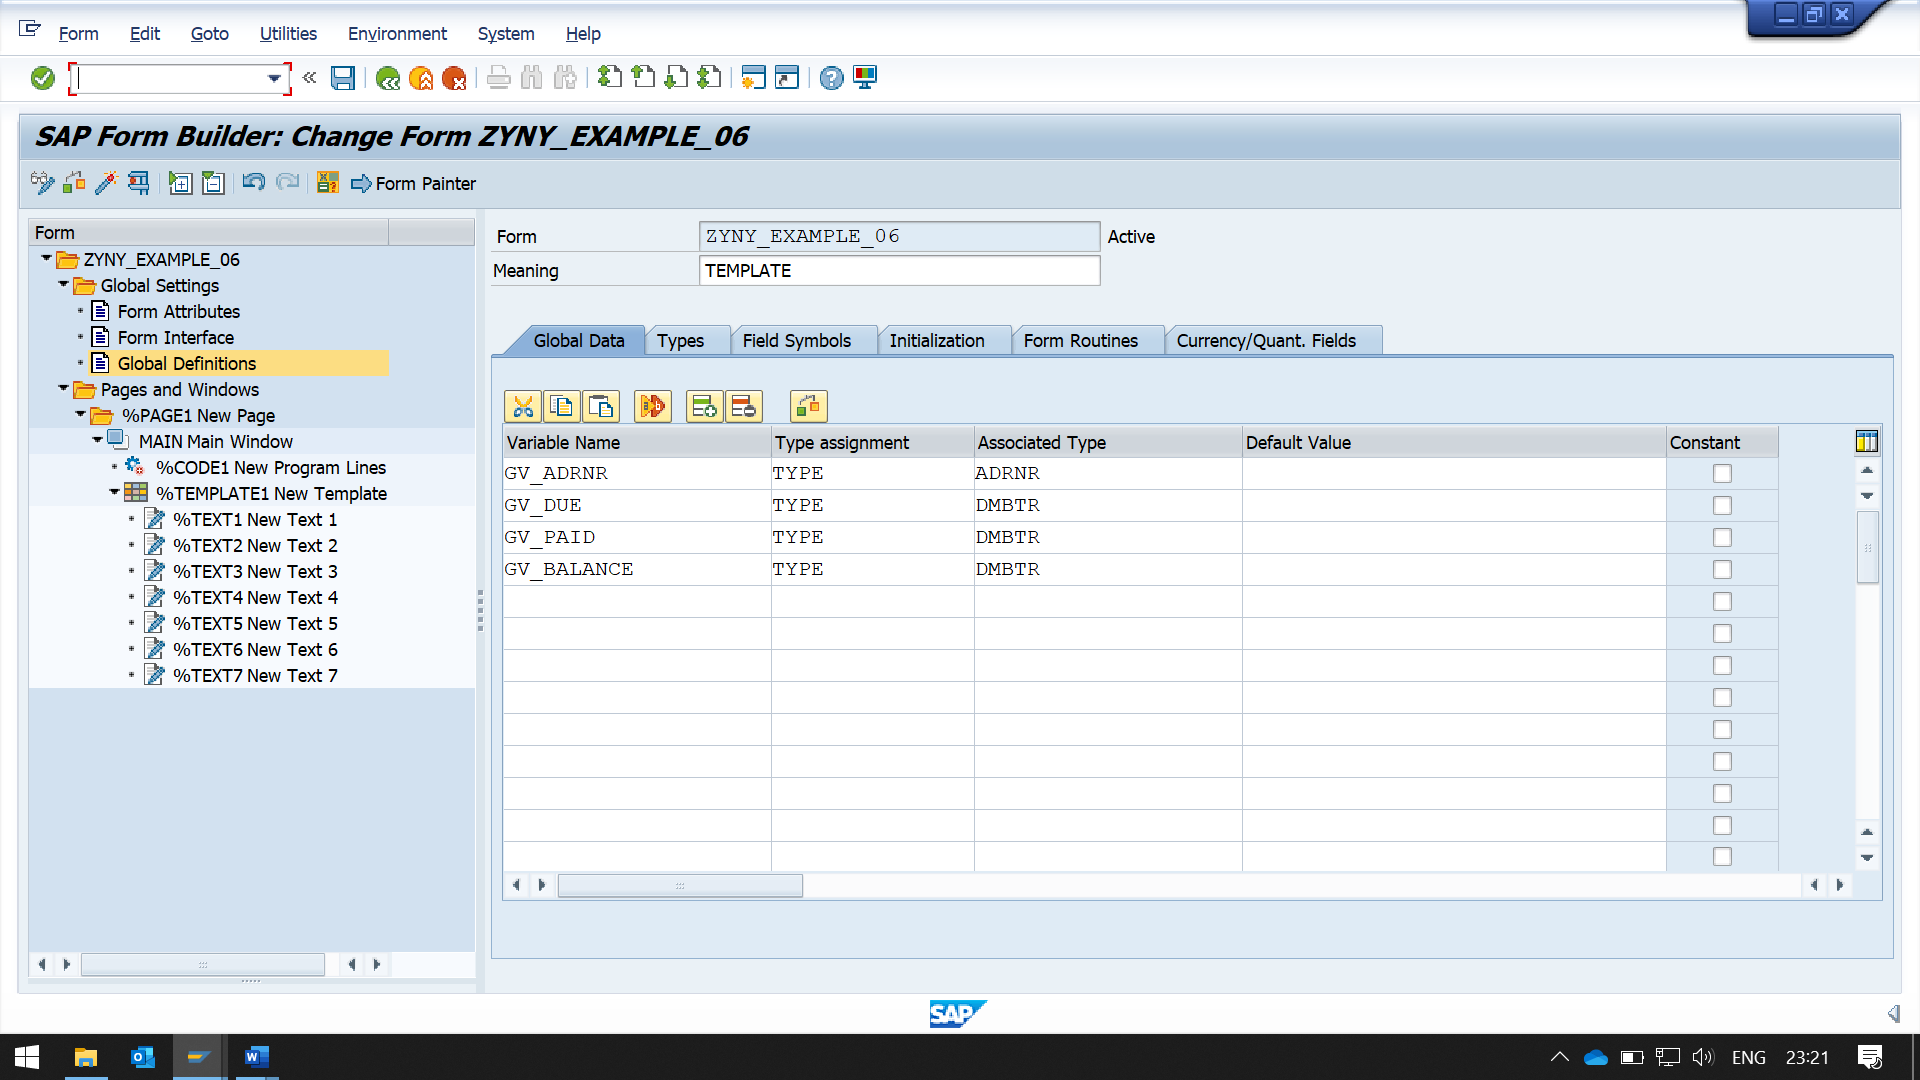 Form Edit Goto Utilities Environment System Help
SAP Form Builder: Change Form ZYNY_EXAMPLE_06
Form Painter
Form
ZYNY_EXAMPLE_06
Global Settings
Form Attributes
Form Interface
Global Definitions
Pages and Windows
%PAGE1 New Page
MAIN Main Window
%CODE1 New Program Lines
%TEMPLATE1 New Template
%TEXT1 New Text 1
%TEXT2 New Text 2
%TEXT3 New Text 3
%TEXT4 New Text 4
%TEXT5 New Text 5
%TEXT6 New Text 6
%TEXT7 New Text 7
Form ZYNY_EXAMPLE_06 Active
Meaning TEMPLATE
Global Data Types Field Symbols Initialization Form Routines Currency/Quant. Fields
Variable Name Type assignment Associated Type Default Value Constant
GV_ADRNR TYPE ADRNR
GV_DUE TYPE DMBTR
GV_PAID TYPE DMBTR
GV_BALANCE TYPE DMBTR
SAP
ENG 23:21